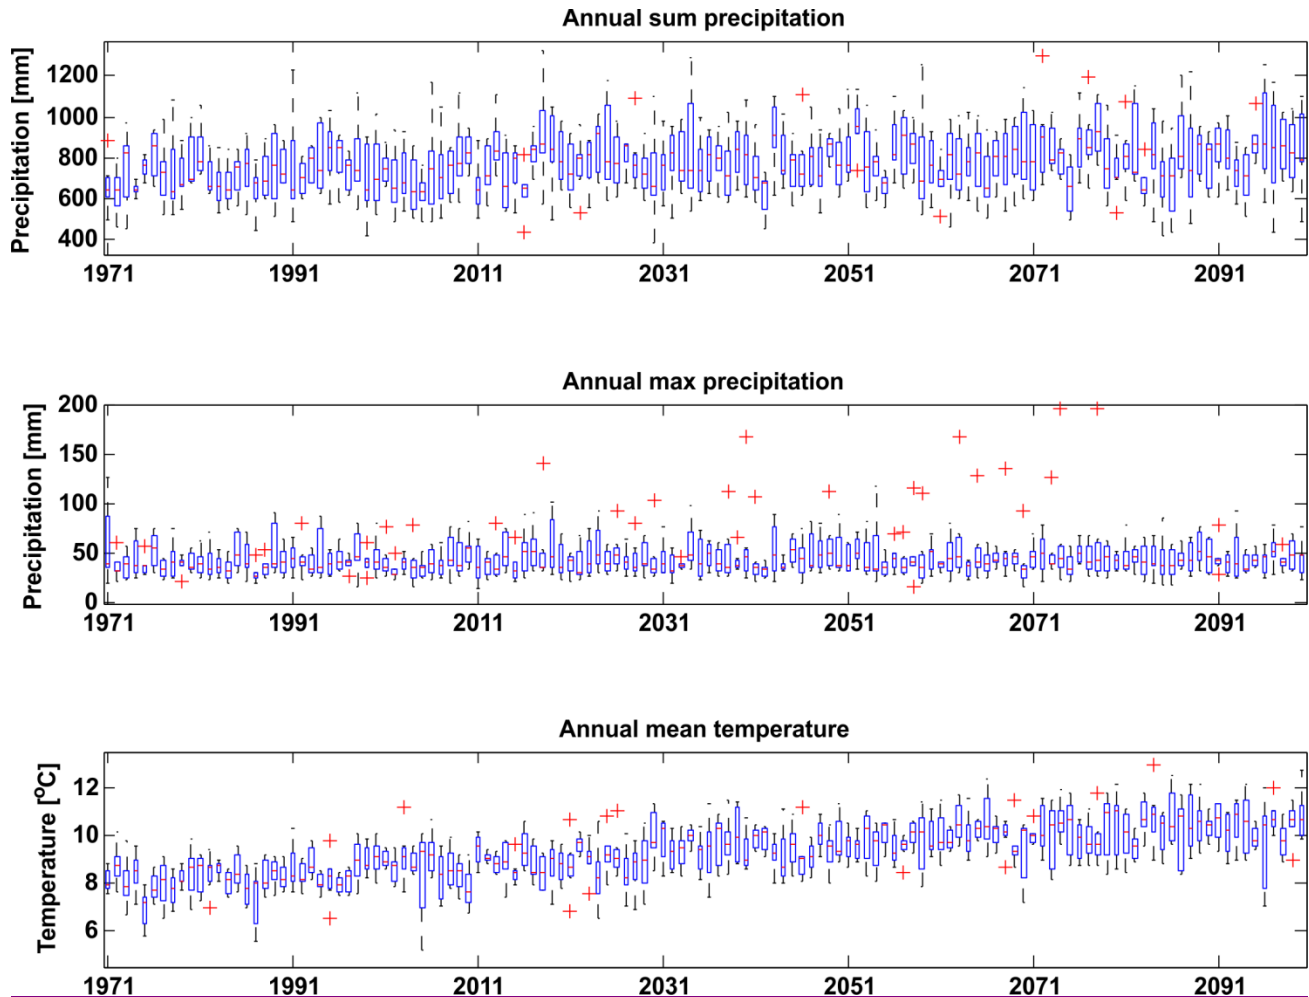 Annual sum precipitation
Precipitation [mm]
1200
1000
800
600
400
1971 1991 2011 2031 2051 2071 2091
Annual max precipitation
Precipitation [mm]
200
150
100
50
0
1971 1991 2011 2031 2051 2071 2091
Annual mean temperature
Temperature [°C]
12
10
8
6
1971 1991 2011 2031 2051 2071 2091